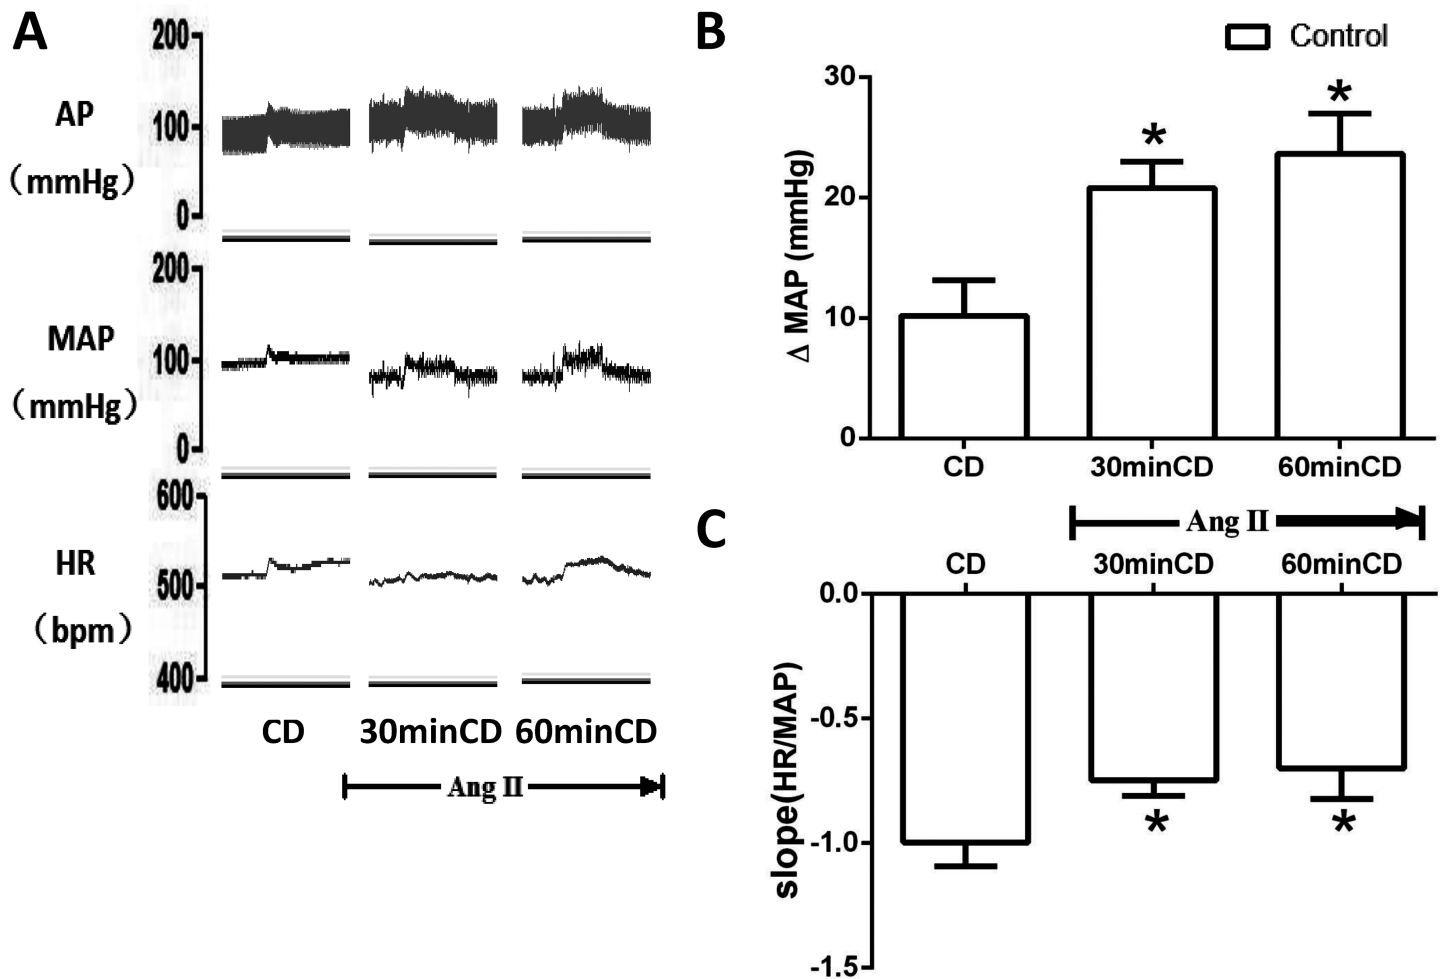 A
200
AP
100
（mmHg）
0
200
MAP
100
（mmHg）
0
600
HR
500
（bpm）
400
CD 30minCD 60minCD
Ang II
B
Control
30
20
10
0
Δ MAP (mmHg)
*
*
CD 30minCD 60minCD
Ang II
C
CD 30minCD 60minCD
0.0
-0.5
-1.0
-1.5
slope(HR/MAP)
*
*